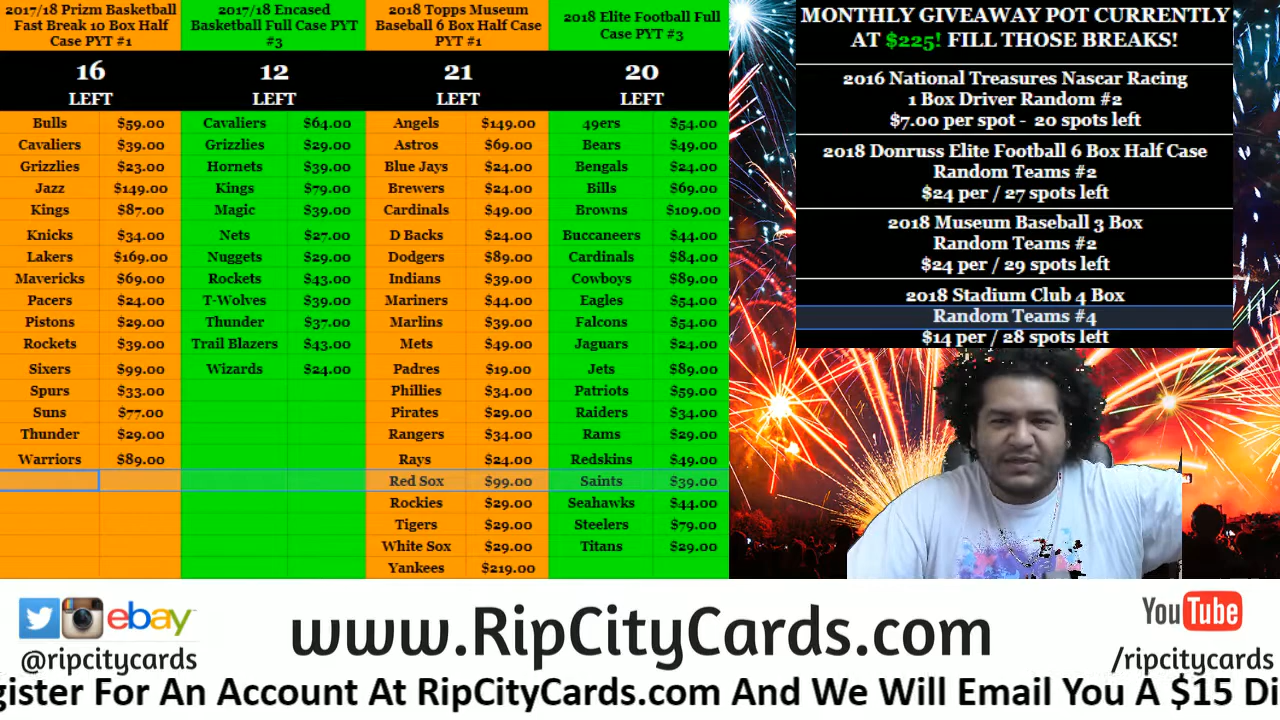 2017/18 Prizm Basketball
Fast Break 10 Box Half
Case PYT #1
16
LEFT
Bulls $59.00
Cavaliers $39.00
Grizzlies $23.00
Jazz $149.00
Kings $87.00
Knicks $34.00
Lakers $169.00
Mavericks $69.00
Pacers $24.00
Pistons $29.00
Rockets $39.00
Sixers $99.00
Spurs $33.00
Suns $77.00
Thunder $29.00
Warriors $89.00
2017/18 Encased
Basketball Full Case PYT
#3
12
LEFT
Cavaliers $64.00
Grizzlies $29.00
Hornets $39.00
Kings $79.00
Magic $39.00
Nets $27.00
Nuggets $29.00
Rockets $43.00
T-Wolves $39.00
Thunder $37.00
Trail Blazers $43.00
Wizards $24.00
2018 Topps Museum
Baseball 6 Box Half Case
PYT #1
21
LEFT
Angels $149.00
Astros $69.00
Blue Jays $24.00
Brewers $24.00
Cardinals $49.00
D Backs $24.00
Dodgers $89.00
Indians $39.00
Mariners $44.00
Marlins $39.00
Mets $49.00
Padres $19.00
Phillies $34.00
Pirates $29.00
Rangers $34.00
Rays $24.00
Red Sox $99.00
Rockies $29.00
Tigers $29.00
White Sox $29.00
Yankees $219.00
2018 Elite Football Full
Case PYT #3
20
LEFT
49ers $54.00
Bears $49.00
Bengals $24.00
Bills $69.00
Browns $109.00
Buccaneers $44.00
Cardinals $84.00
Cowboys $89.00
Eagles $54.00
Falcons $54.00
Jaguars $24.00
Jets $89.00
Patriots $59.00
Raiders $34.00
Rams $29.00
Redskins $49.00
Saints $39.00
Seahawks $44.00
Steelers $79.00
Titans $29.00
MONTHLY GIVEAWAY POT CURRENTLY
AT $225! FILL THOSE BREAKS!
2016 National Treasures Nascar Racing
1 Box Driver Random #2
$7.00 per spot - 20 spots left
2018 Donruss Elite Football 6 Box Half Case
Random Teams #2
$24 per / 27 spots left
2018 Museum Baseball 3 Box
Random Teams #2
$24 per / 29 spots left
2018 Stadium Club 4 Box
Random Teams #4
$14 per / 28 spots left
ebay
@ripcitycards
www.RipCityCards.com
YouTube
/ripcitycards
gister For An Account At RipCityCards.com And We Will Email You A $15 Di